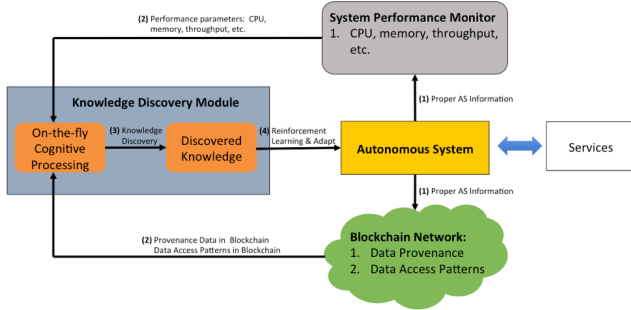 (2) Performance parameters: CPU,
memory, throughput, etc.
System Performance Monitor
1. CPU, memory, throughput,
etc.
(1) Proper AS Information
Knowledge Discovery Module
On-the-fly
Cognitive
Processing
(3) Knowledge
Discovery
Discovered
Knowledge
(4) Reinforcement
Learning & Adapt
Autonomous System
Services
(1) Proper AS Information
(2) Provenance Data in Blockchain
Data Access Patterns in Blockchain
Blockchain Network:
1. Data Provenance
2. Data Access Patterns